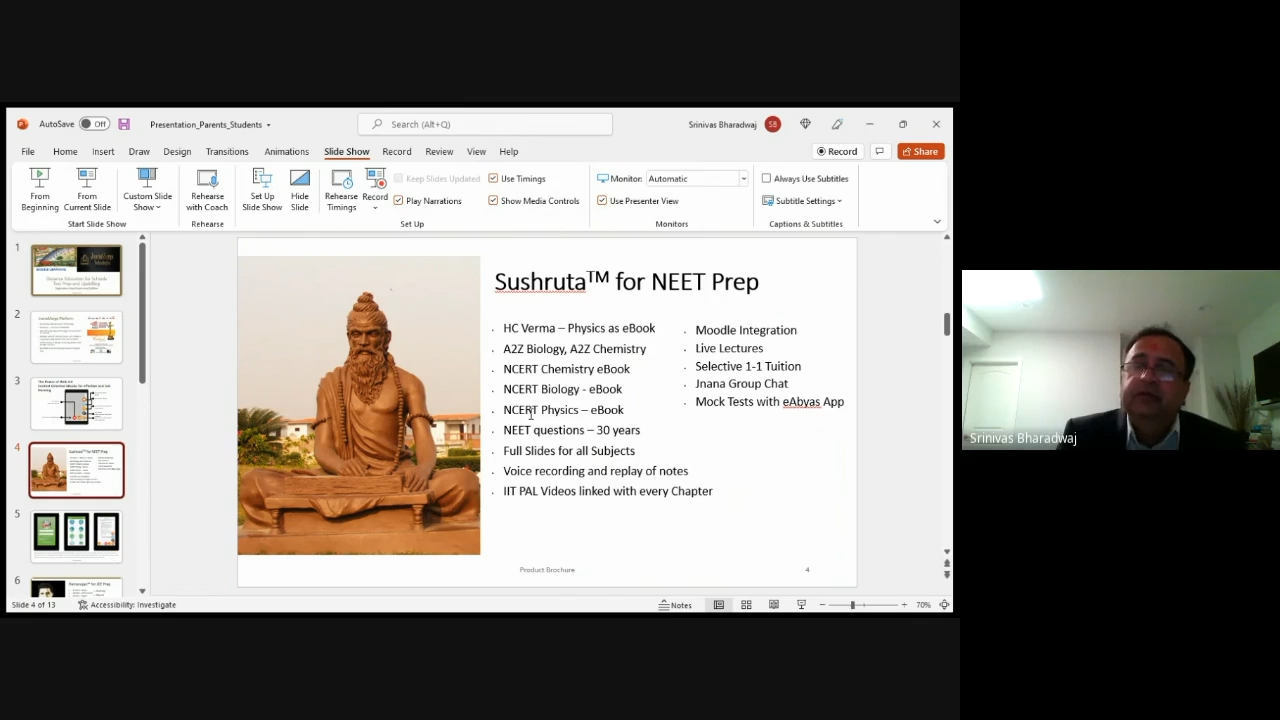 AutoSave Off Presentation_Parents_Students Search (Alt+Q) Srinivas Bharadwaj SB
File Home Insert Draw Design Transitions Animations Slide Show Record Review View Help Record Share
From Beginning
From Current Slide
Custom Slide Show
Rehearse with Coach
Set Up Slide Show
Hide Slide
Rehearse Timings
Record
Keep Slides Updated
Play Narrations
Use Timings
Show Media Controls
Monitor: Automatic
Use Presenter View
Always Use Subtitles
Subtitle Settings
Start Slide Show Rehearse Set Up Monitors Captions & Subtitles
1
2
3
4
5
6
Sushruta™ for NEET Prep
Verma – Physics as eBook
A2Z Biology, A2Z Chemistry
NCERT Chemistry eBook
NCERT Biology - eBook
NCERT Physics – eBook
NEET questions – 30 years
Full Slides for all Subjects
Voice recording and replay of notes
IIT PAL Videos linked with every Chapter
Moodle Integration
Live Lectures
Selective 1-1 Tuition
Jnana Group Chat
Mock Tests with eAbyas App
Product Brochure 4
Slide 4 of 13 Accessibility: Investigate Notes 70%
Srinivas Bharadwaj